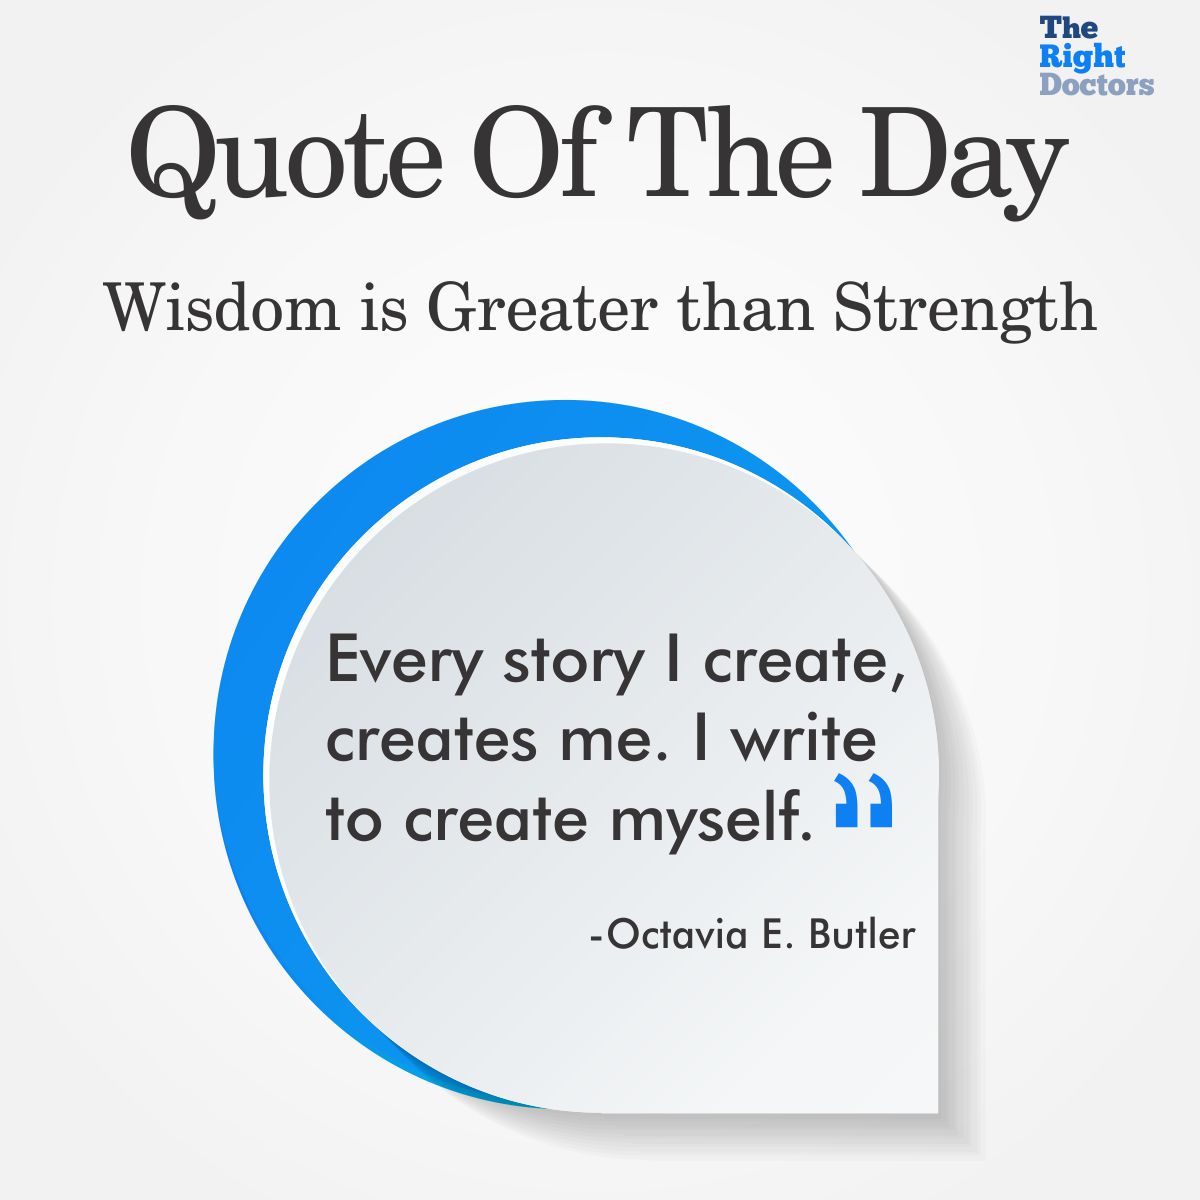 The
Right
Doctors
Quote Of The Day
Wisdom is Greater than Strength
Every story I create,
creates me. I write
to create myself. "
-Octavia E. Butler